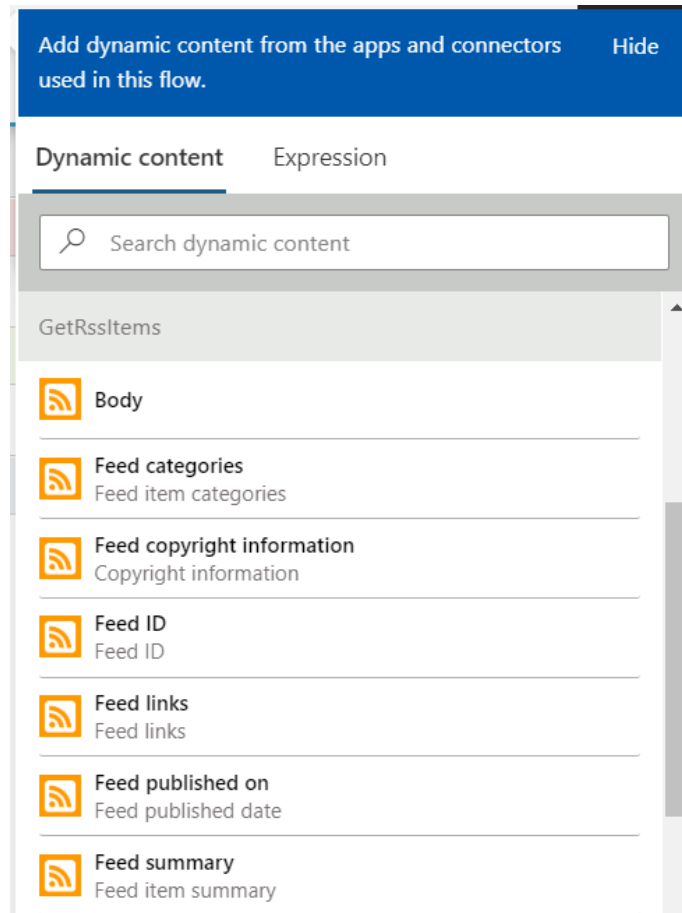 Add dynamic content from the apps and connectors
Hide
used in this flow.
Dynamic content
Expression
Search dynamic content
GetRssItems
Body
Feed categories
Feed item categories
Feed copyright information
Copyright information
Feed ID
Feed ID
Feed links
Feed links
Feed published on
Feed published date
Feed summary
Feed item summary